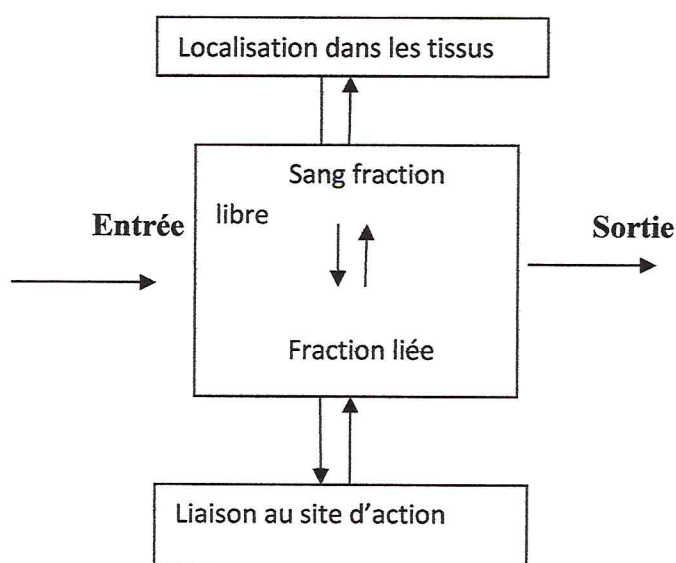 Localisation dans les tissus
Sang fraction
libre
Entrée
Sortie
Fraction liée
Liaison au site d'action